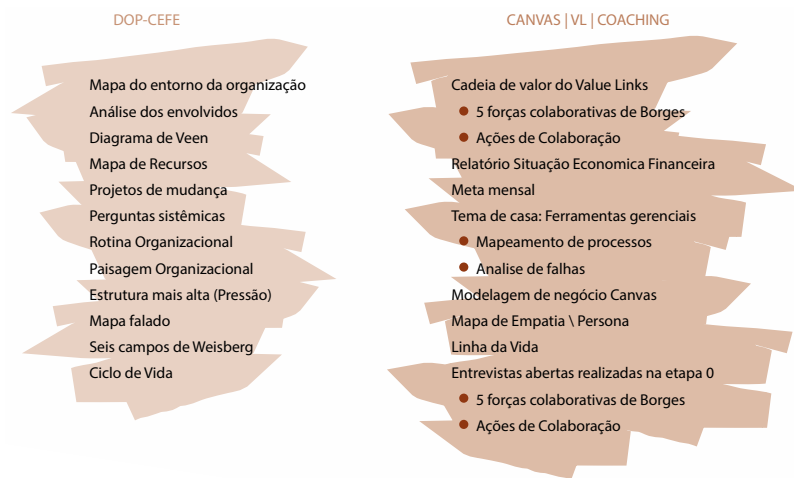 DOP-CEFE
Mapa do entorno da organização
Análise dos envolvidos
Diagrama de Veen
Mapa de Recursos
Projetos de mudança
Perguntas sistêmicas
Rotina Organizacional
Paisagem Organizacional
Estrutura mais alta (Pressão)
Mapa falado
Seis campos de Weisberg
Ciclo de Vida
CANVAS | VL | COACHING
Cadeia de valor do Value Links
● 5 forças colaborativas de Borges
● Ações de Colaboração
Relatório Situação Economica Financeira
Meta mensal
Tema de casa: Ferramentas gerenciais
● Mapeamento de processos
● Analise de falhas
Modelagem de negócio Canvas
Mapa de Empatia \ Persona
Linha da Vida
Entrevistas abertas realizadas na etapa 0
● 5 forças colaborativas de Borges
● Ações de Colaboração